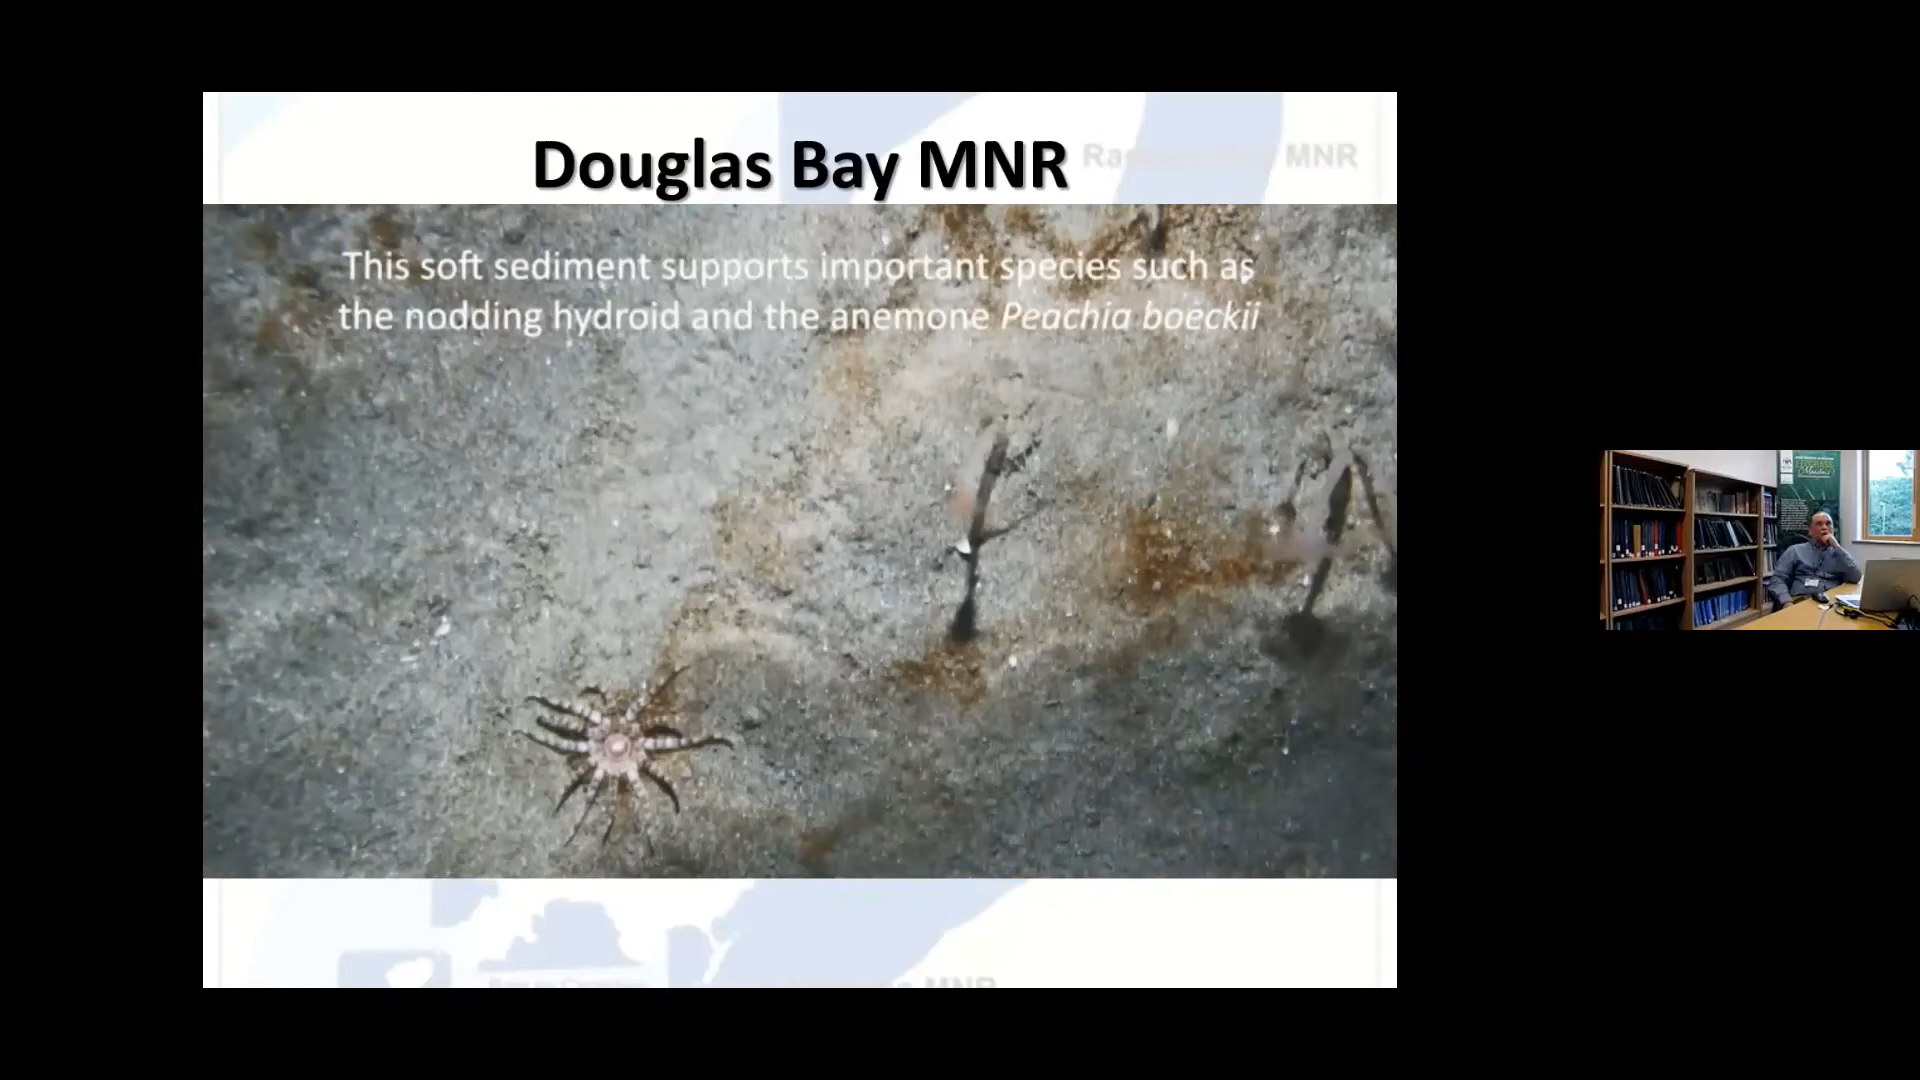 Douglas Bay MNR
MNR
This soft sediment supports important species such as
the nodding hydroid and the anemone Peachia boeckii
MNR